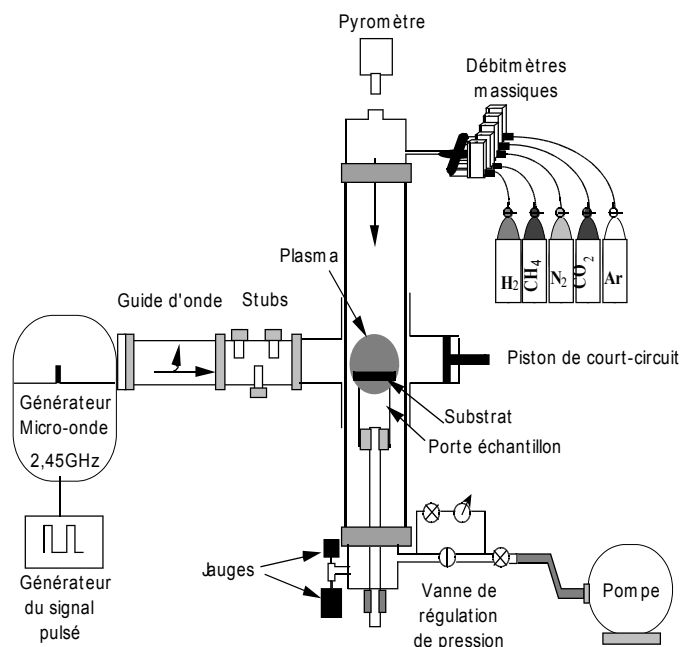 Pyromètre
Débitmètres
massiques
Plasma
Guide d'onde
Stubs
H2
CH4
N2
CO2
Ar
Piston de court-circuit
Générateur
Micro-onde
2,45GHz
Substrat
Porte échantillon
Jauges
Générateur
du signal
pulsé
Vanne de
régulation
de pression
Pompe